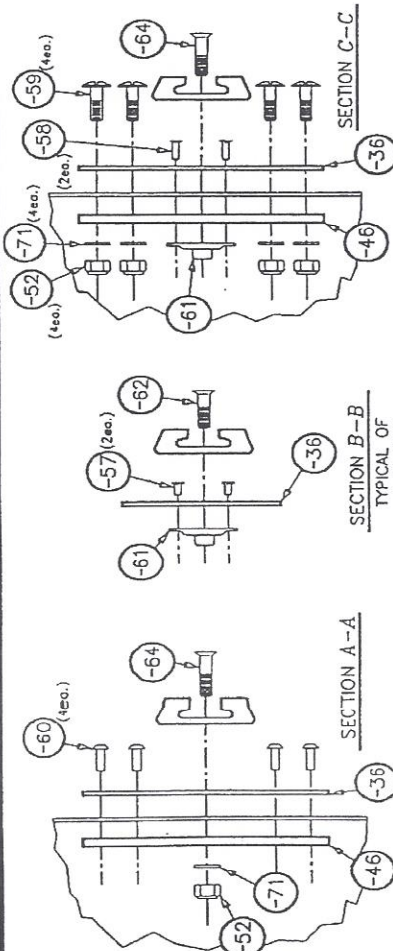 -60 (4ea.)
-64
-36
-46
-71
-52
SECTION A-A
-61
-57 (2ea.)
-62
-36
SECTION B-B
TYPICAL OF
-52
(4ea.)
-71 (4ea.)
(2ea.)
-58
-59 (4ea.)
-64
-61
-46
-36
SECTION C-C